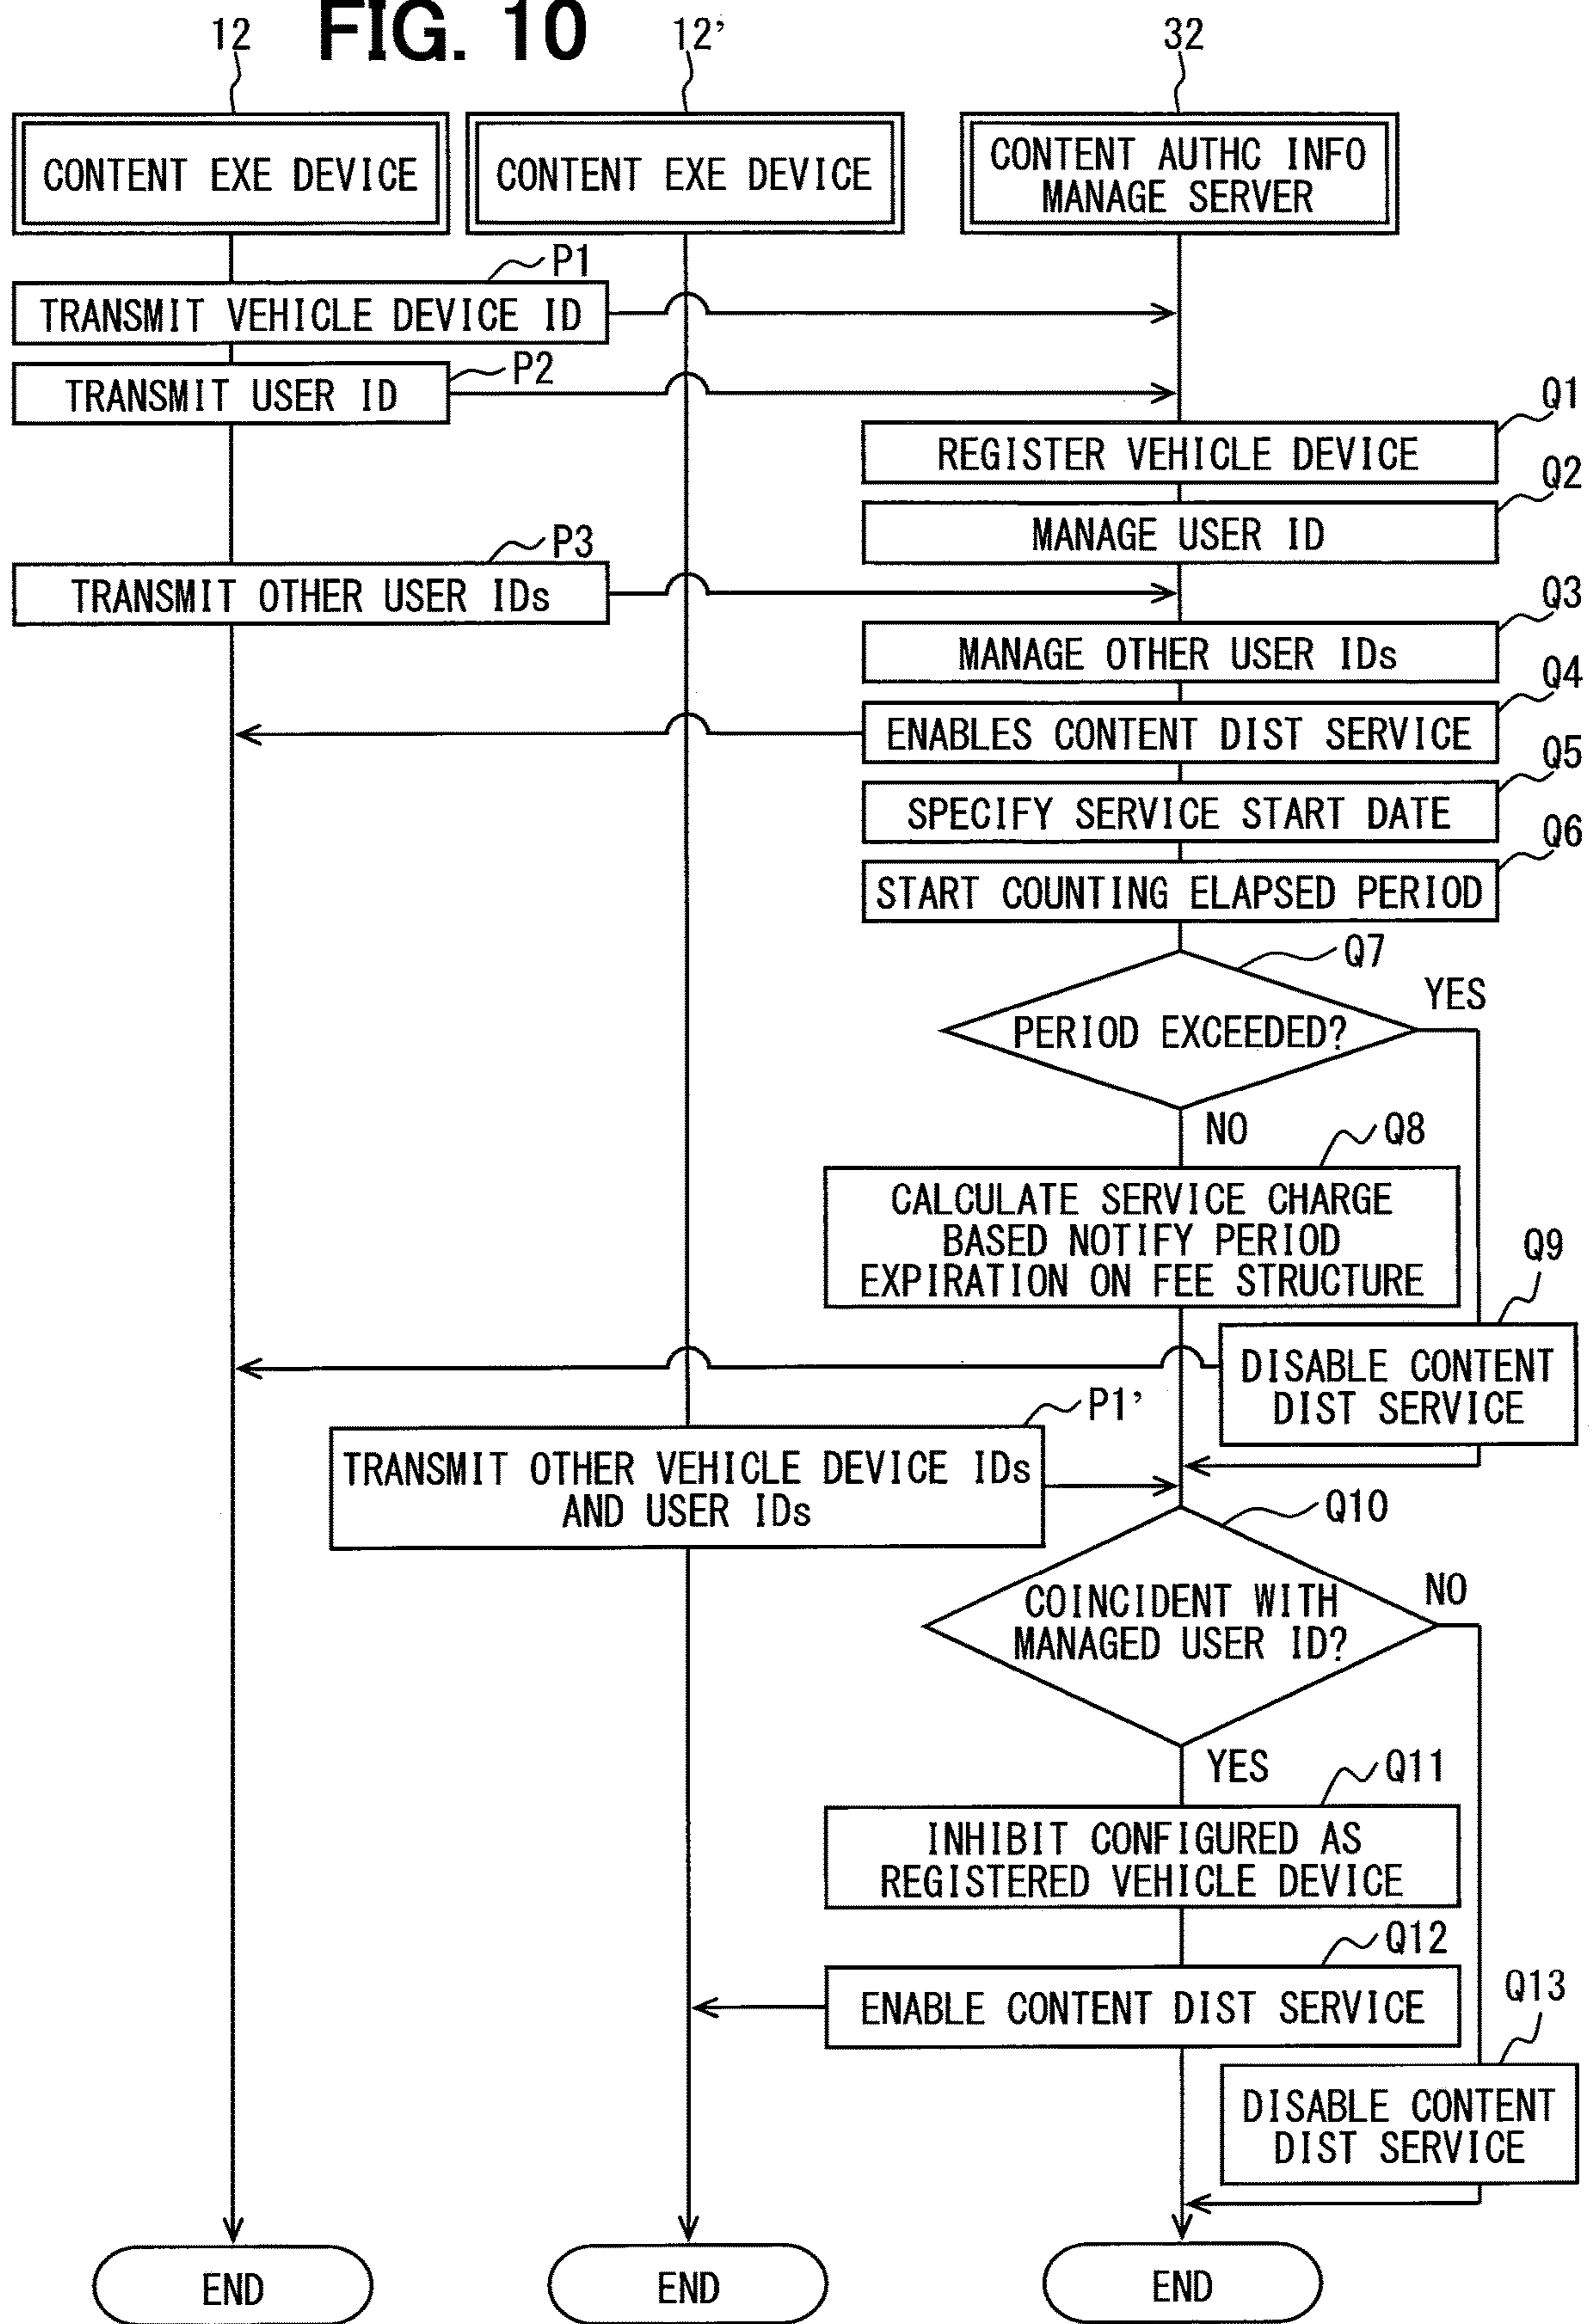 FIG. 10
12
12’
32
CONTENT EXE DEVICE
CONTENT EXE DEVICE
CONTENT AUTHC INFO
MANAGE SERVER
P1
TRANSMIT VEHICLE DEVICE ID
P2
TRANSMIT USER ID
Q1
REGISTER VEHICLE DEVICE
Q2
MANAGE USER ID
P3
TRANSMIT OTHER USER IDs
Q3
MANAGE OTHER USER IDs
Q4
ENABLES CONTENT DIST SERVICE
Q5
SPECIFY SERVICE START DATE
Q6
START COUNTING ELAPSED PERIOD
Q7
PERIOD EXCEEDED?
YES
NO
Q8
CALCULATE SERVICE CHARGE
BASED NOTIFY PERIOD
EXPIRATION ON FEE STRUCTURE
Q9
DISABLE CONTENT
DIST SERVICE
P1’
TRANSMIT OTHER VEHICLE DEVICE IDs
AND USER IDs
Q10
COINCIDENT WITH
MANAGED USER ID?
NO
YES
Q11
INHIBIT CONFIGURED AS
REGISTERED VEHICLE DEVICE
Q12
ENABLE CONTENT DIST SERVICE
Q13
DISABLE CONTENT
DIST SERVICE
END
END
END